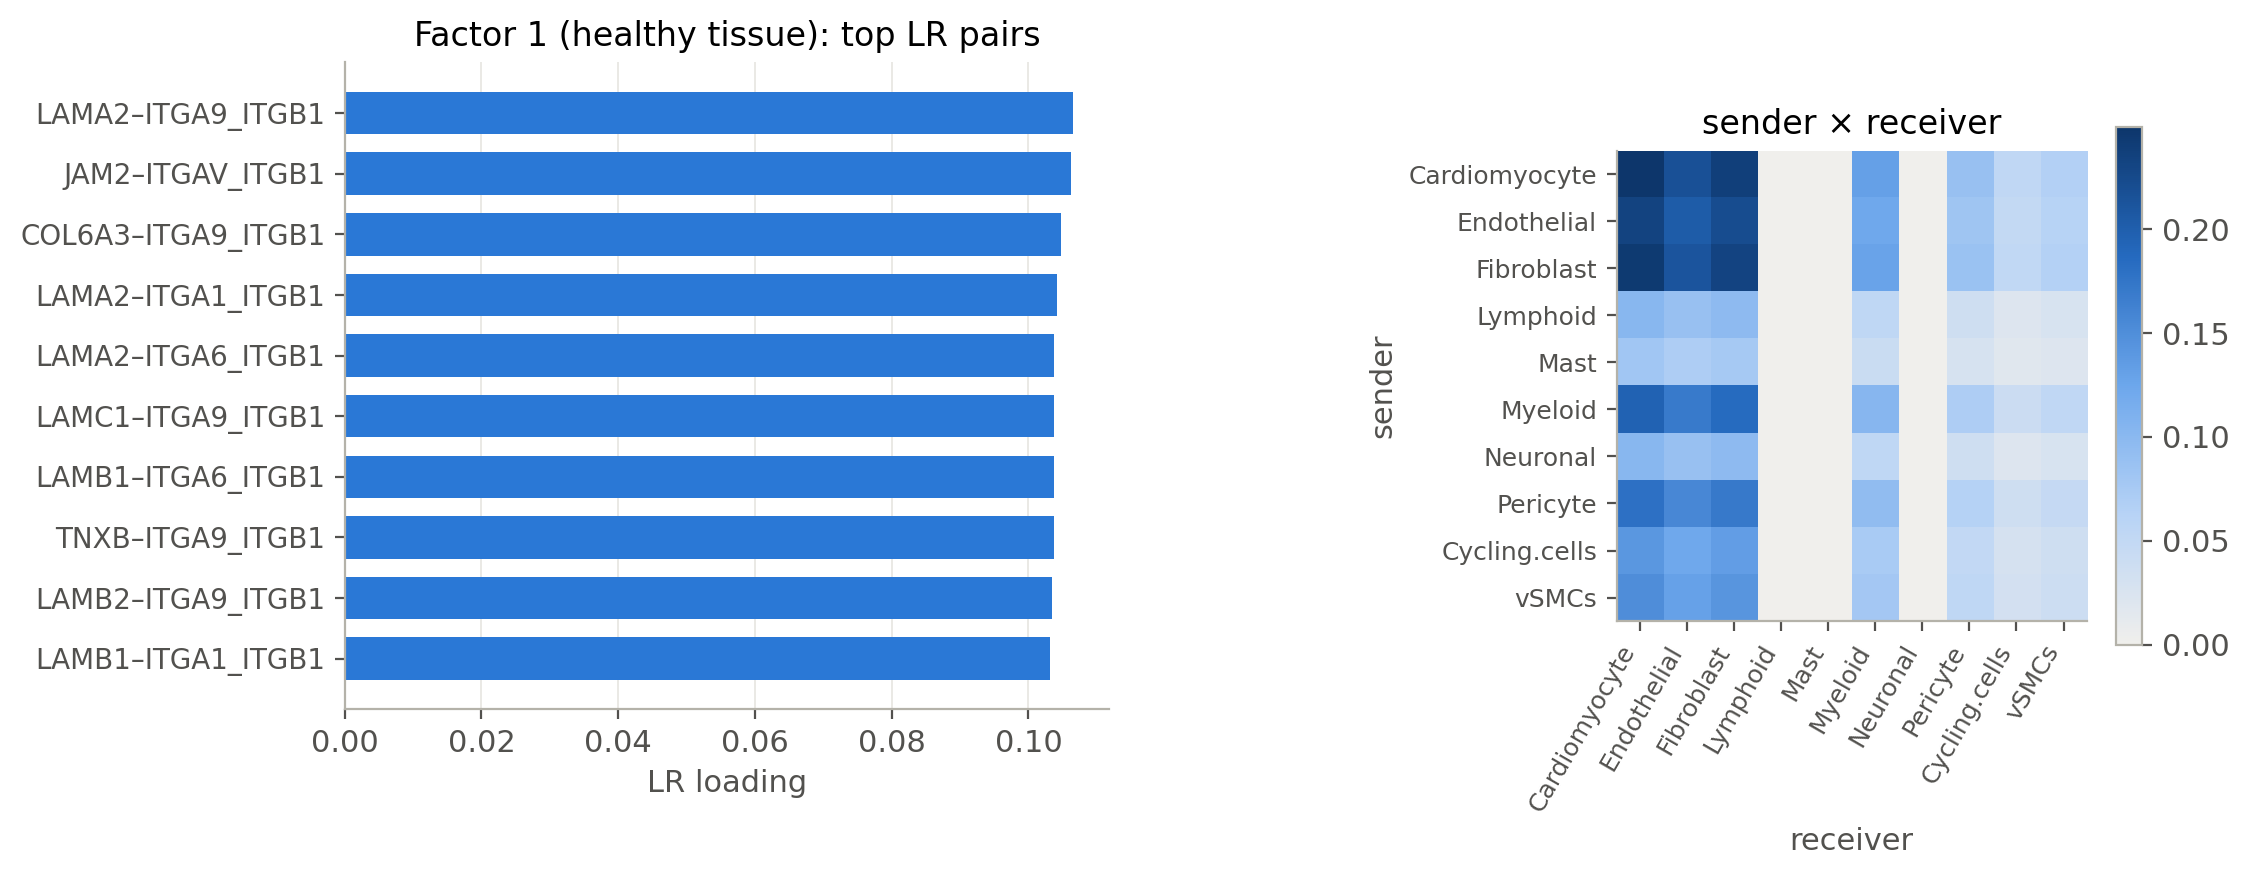 Factor 1 (healthy tissue): top LR pairs
LAMA2–ITGA9_ITGB1
JAM2–ITGAV_ITGB1
COL6A3–ITGA9_ITGB1
LAMA2–ITGA1_ITGB1
LAMA2–ITGA6_ITGB1
LAMC1–ITGA9_ITGB1
LAMB1–ITGA6_ITGB1
TNXB–ITGA9_ITGB1
LAMB2–ITGA9_ITGB1
LAMB1–ITGA1_ITGB1
0.00 0.02 0.04 0.06 0.08 0.10
LR loading
sender × receiver
sender
Cardiomyocyte
Endothelial
Fibroblast
Lymphoid
Mast
Myeloid
Neuronal
Pericyte
Cycling.cells
vSMCs
Cardiomyocyte
Endothelial
Fibroblast
Lymphoid
Mast
Myeloid
Neuronal
Pericyte
Cycling.cells
vSMCs
receiver
0.20
0.15
0.10
0.05
0.00